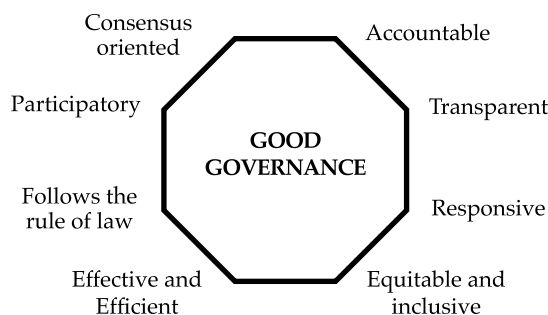 Consensus
oriented
Accountable
Participatory
Transparent
GOOD
GOVERNANCE
Follows the
rule of law
Responsive
Effective and
Efficient
Equitable and
inclusive